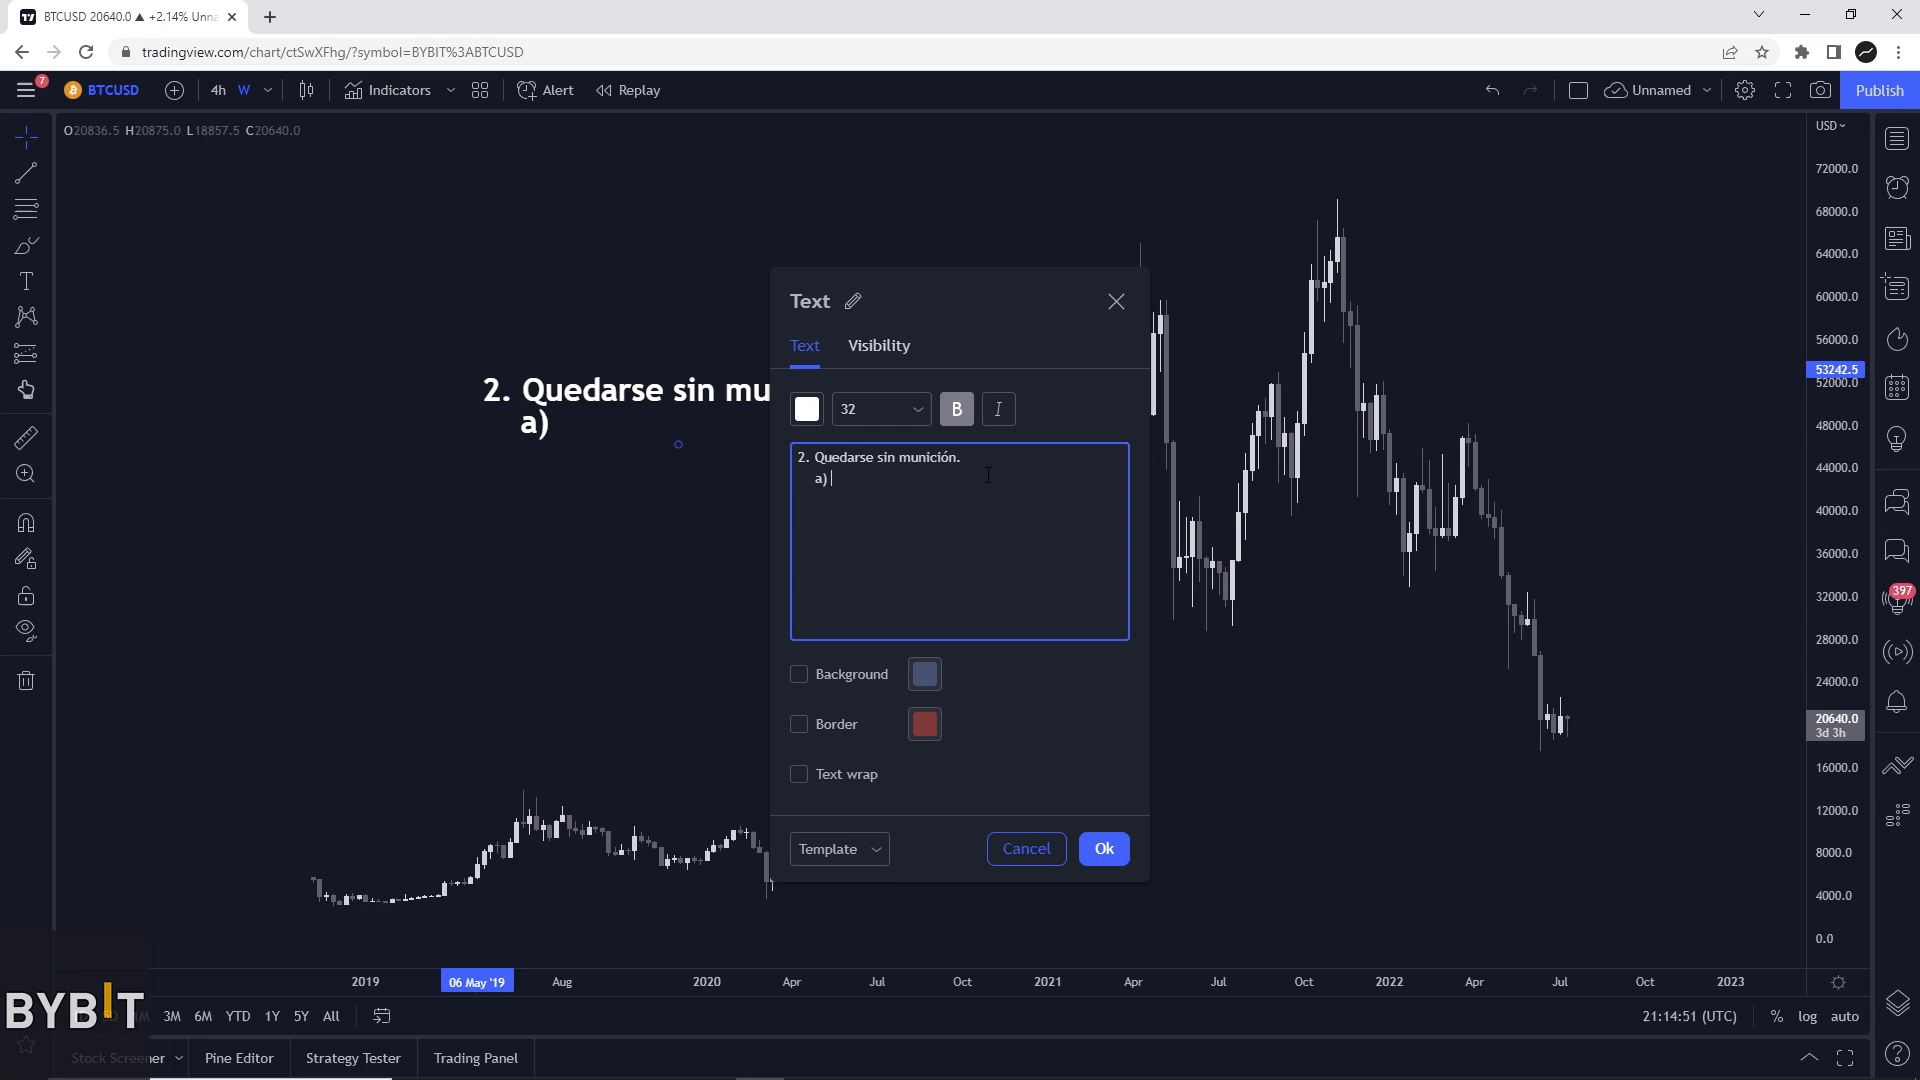 BTCUSD 20640.0 ▲ +2.14% Unna
tradingview.com/chart/ctSwXFhg/?symbol=BYBIT%3ABTCUSD
7
BTCUSD
4h
W
Indicators
Alert
Replay
Unnamed
Publish
O20836.5 H20875.0 L18857.5 C20640.0
USD
72000.0
68000.0
64000.0
60000.0
56000.0
53242.5
52000.0
48000.0
44000.0
40000.0
36000.0
32000.0
28000.0
24000.0
20640.0
3d 3h
16000.0
12000.0
8000.0
4000.0
0.0
397
2. Quedarse sin mu
a)
Text
Text
Visibility
32
B
I
2. Quedarse sin munición.
a)
Background
Border
Text wrap
Template
Cancel
Ok
2019
06 May '19
Aug
2020
Apr
Jul
Oct
2021
Apr
Jul
Oct
2022
Apr
Jul
Oct
2023
BYBIT
3M
6M
YTD
1Y
5Y
All
21:14:51 (UTC)
%
log
auto
Stock Screener
Pine Editor
Strategy Tester
Trading Panel